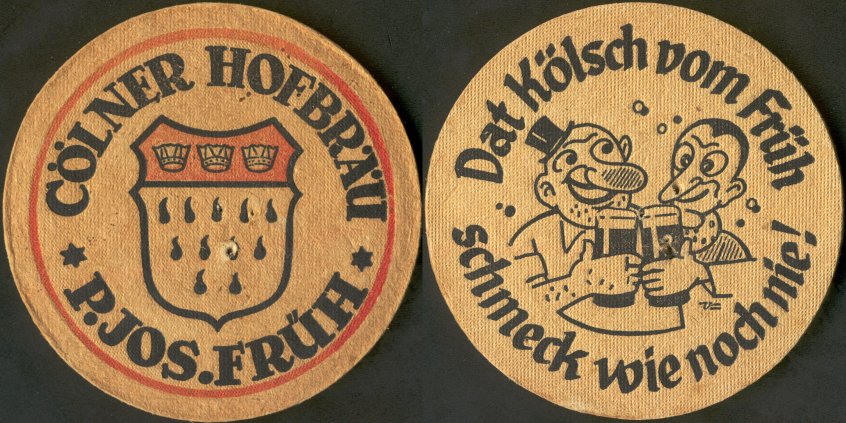 CÖLNER HOFBRÄU
P.JOS.FRÜH
Dat Kölsch vom Früh
schmeck wie noch nie!